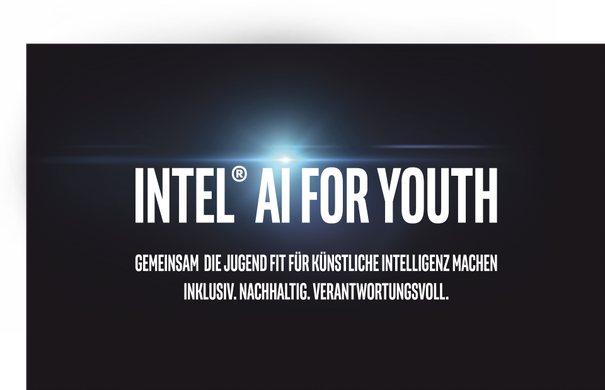 INTEL® AI FOR YOUTH
GEMEINSAM DIE JUGEND FIT FÜR KÜNSTLICHE INTELLIGENZ MACHEN
INKLUSIV. NACHHALTIG. VERANTWORTUNGSVOLL.